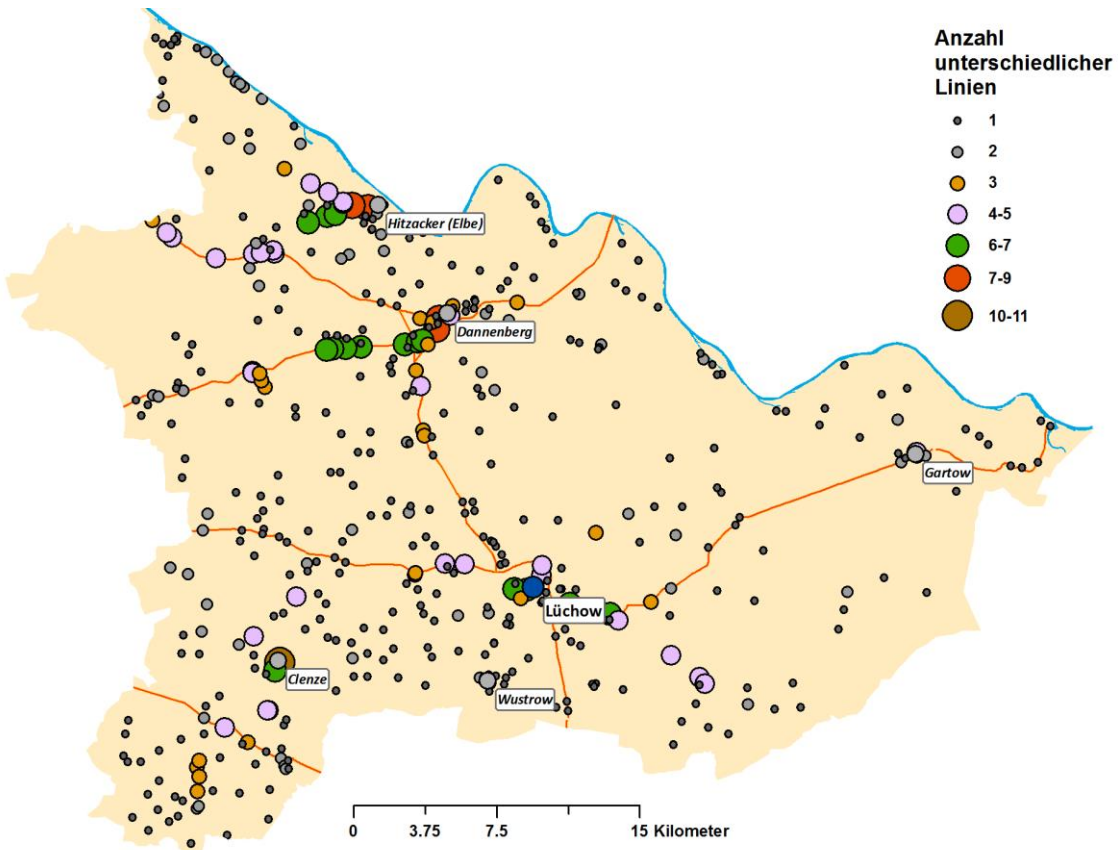 Anzahl
unterschiedlicher
Linien
1
2
3
4-5
6-7
7-9
10-11
Hitzacker (Elbe)
Dannenberg
Gartow
Lüchow
Clenze
Wustrow
0 3.75 7.5 15 Kilometer